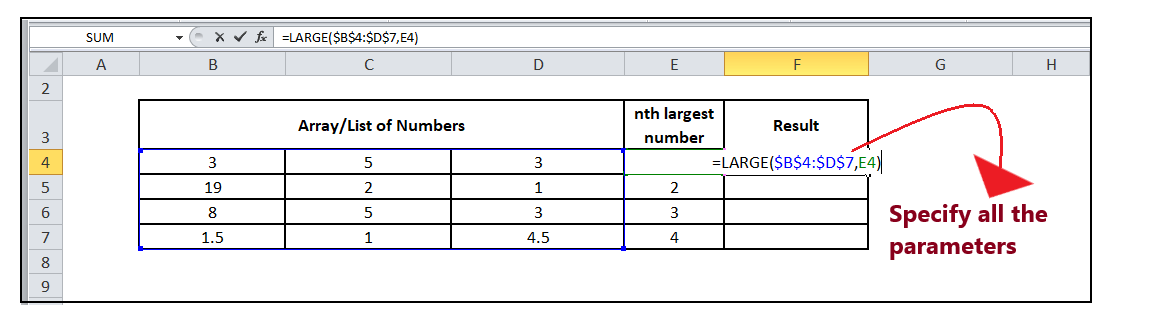 SUM =LARGE($B$4:$D$7,E4)
A B C D E F G H
2
3 Array/List of Numbers nth largest number Result
4 3 5 3 =LARGE($B$4:$D$7,E4)
5 19 2 1 2
6 8 5 3 3
7 1.5 1 4.5 4
8
9
Specify all the
parameters